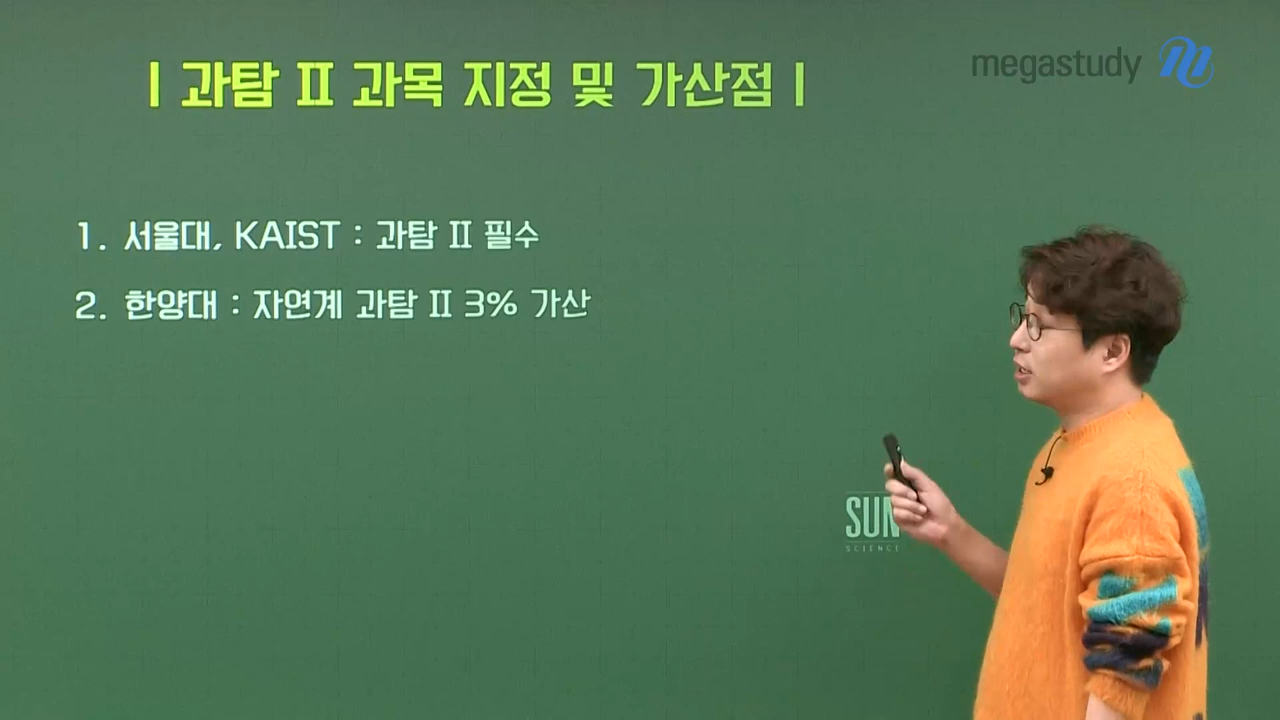 | 과탐 II 과목 지정 및 가산점 |
megastudy
1. 서울대, KAIST : 과탐 II 필수
2. 한양대 : 자연계 과탐 II 3% 가산
SUN
SCIENCE